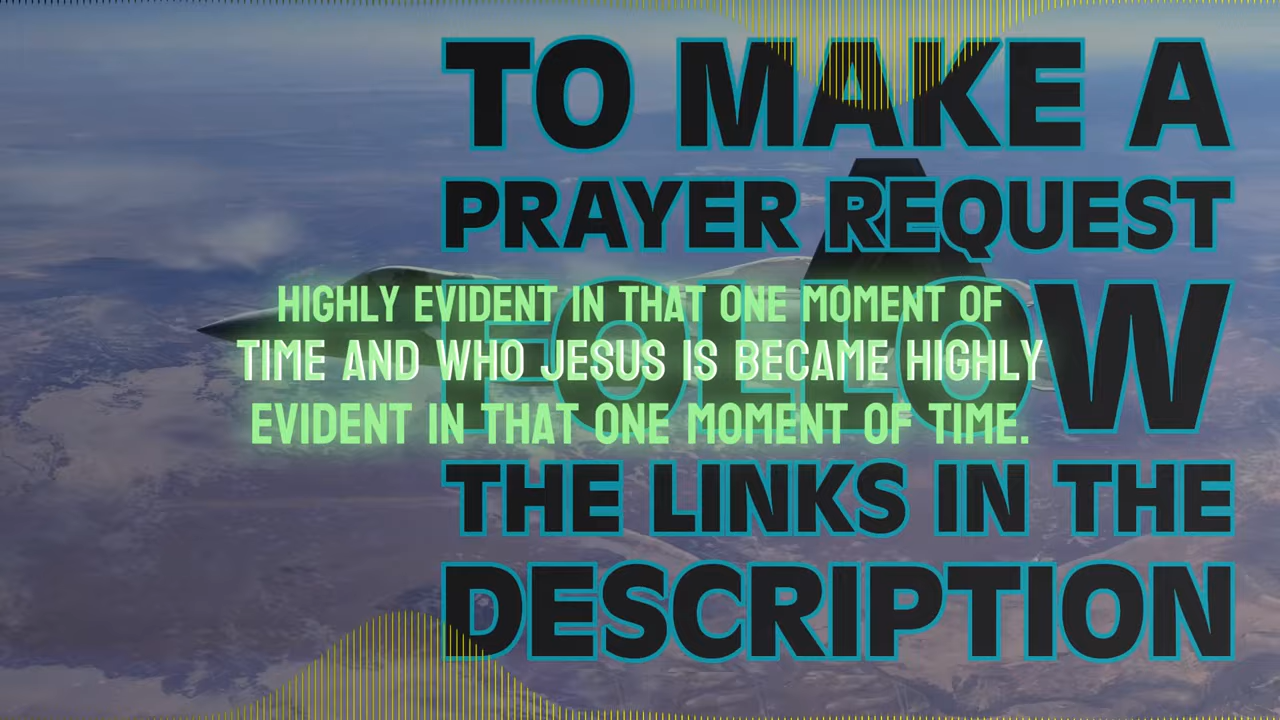 TO MAKE A
PRAYER REQUEST
FOLLOW
THE LINKS IN THE
DESCRIPTION
HIGHLY EVIDENT IN THAT ONE MOMENT OF
TIME AND WHO JESUS IS BECAME HIGHLY
EVIDENT IN THAT ONE MOMENT OF TIME.